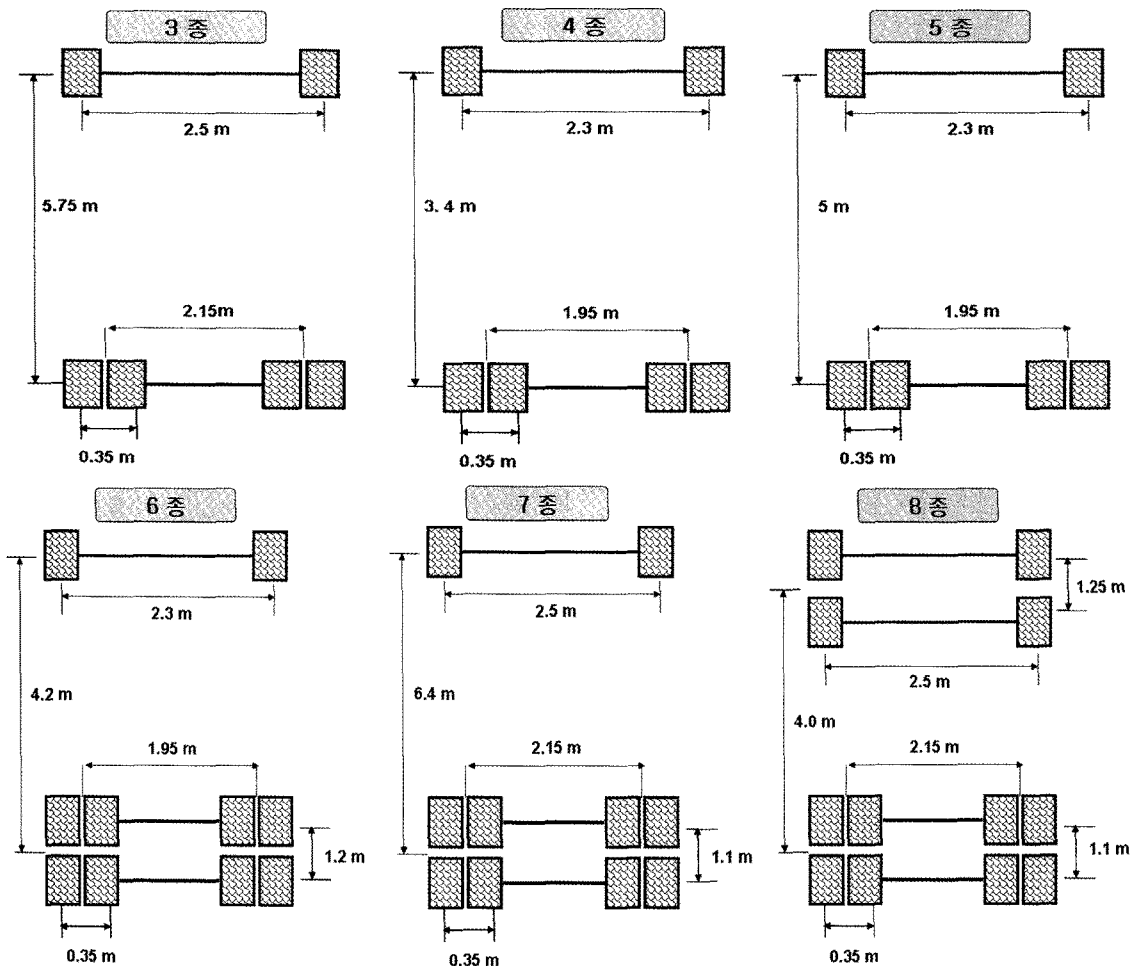 3 종
2.5 m
5.75 m
2.15m
0.35 m
4 종
2.3 m
3. 4 m
1.95 m
0.35 m
5 종
2.3 m
5 m
1.95 m
0.35 m
6 종
2.3 m
4.2 m
1.95 m
1.2 m
0.35 m
7 종
2.5 m
6.4 m
2.15 m
1.1 m
0.35 m
8 종
1.25 m
2.5 m
4.0 m
2.15 m
1.1 m
0.35 m